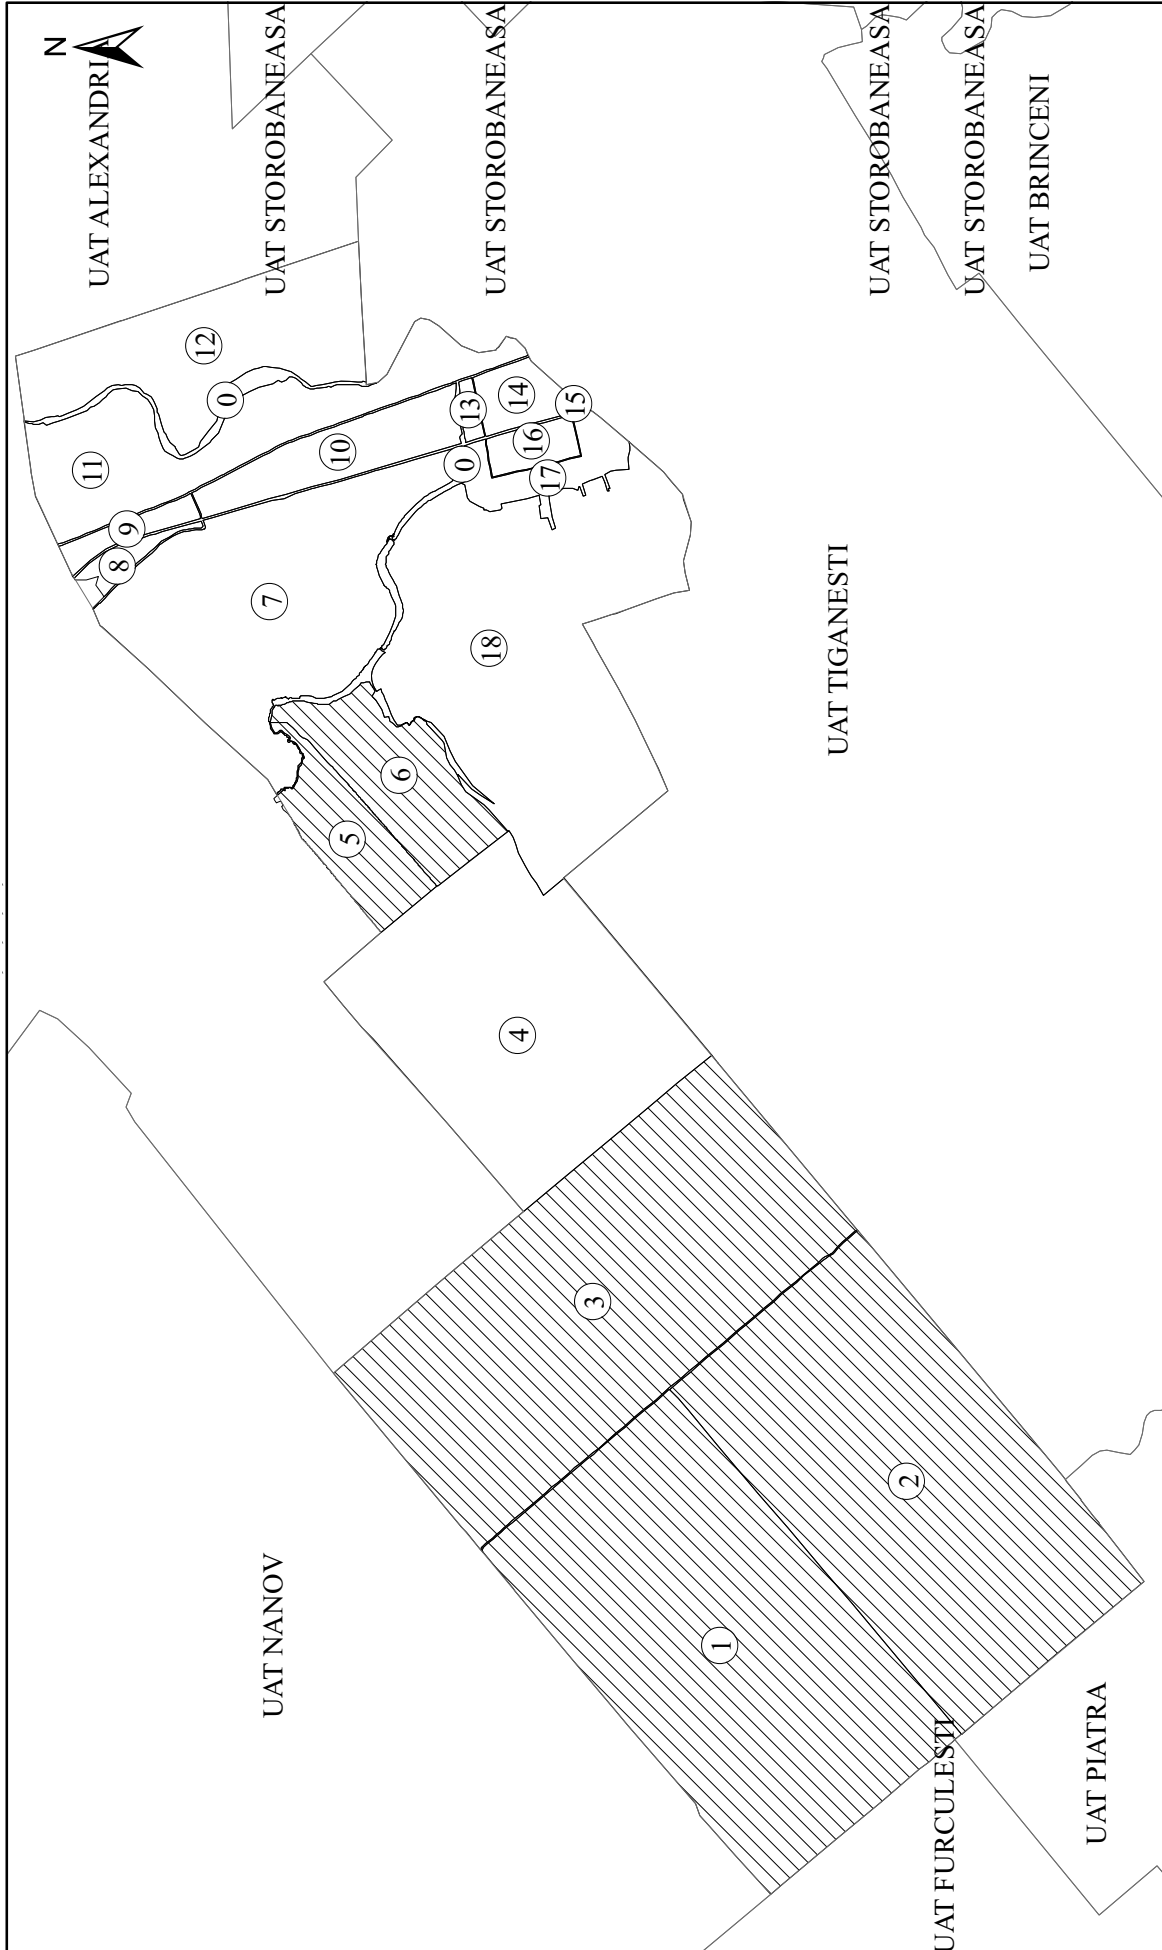 N
UAT ALEXANDRIA
UAT STOROBANEASA
UAT STOROBANEASA
UAT STOROBANEASA
UAT STOROBANEASA
UAT BRINCENI
12
0
11
10
13
14
15
16
0
17
9
8
7
18
6
5
4
3
2
1
UAT TIGANESTI
UAT NANOV
UAT FURCULESTI
UAT PIATRA